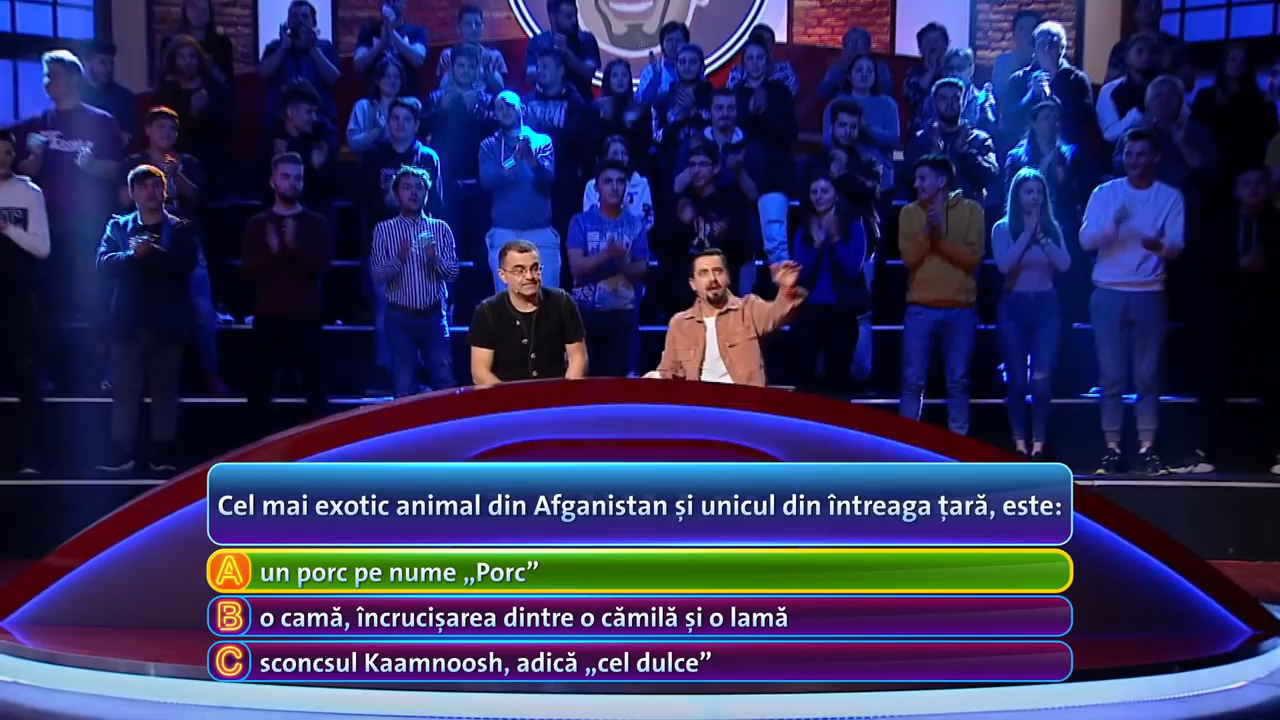 Cel mai exotic animal din Afganistan și unicul din întreaga țară, este:
A un porc pe nume „Porc”
B o camă, încrucișarea dintre o cămilă și o lamă
C sconcsul Kaamnoosh, adică „cel dulce”